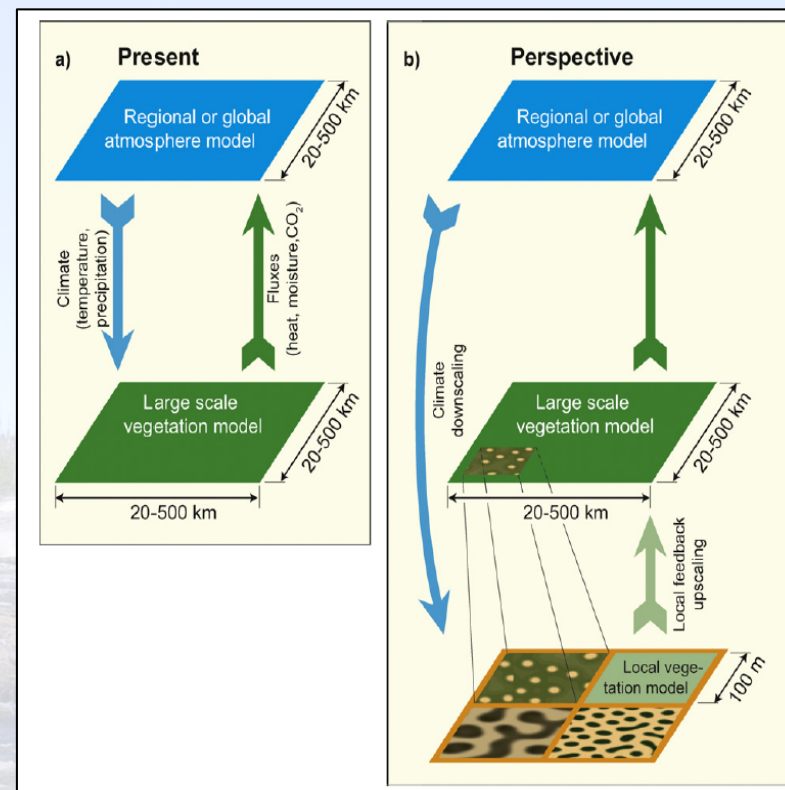 a) Present
Regional or global
atmosphere model
20-500 km
Climate
(temperature,
precipitation)
Fluxes
(heat, moisture,CO₂)
Large scale
vegetation model
20-500 km
20-500 km
b) Perspective
Regional or global
atmosphere model
20-500 km
Climate
downscaling
Large scale
vegetation model
20-500 km
20-500 km
Local feedback
upscaling
Local vege-
tation model
100 m